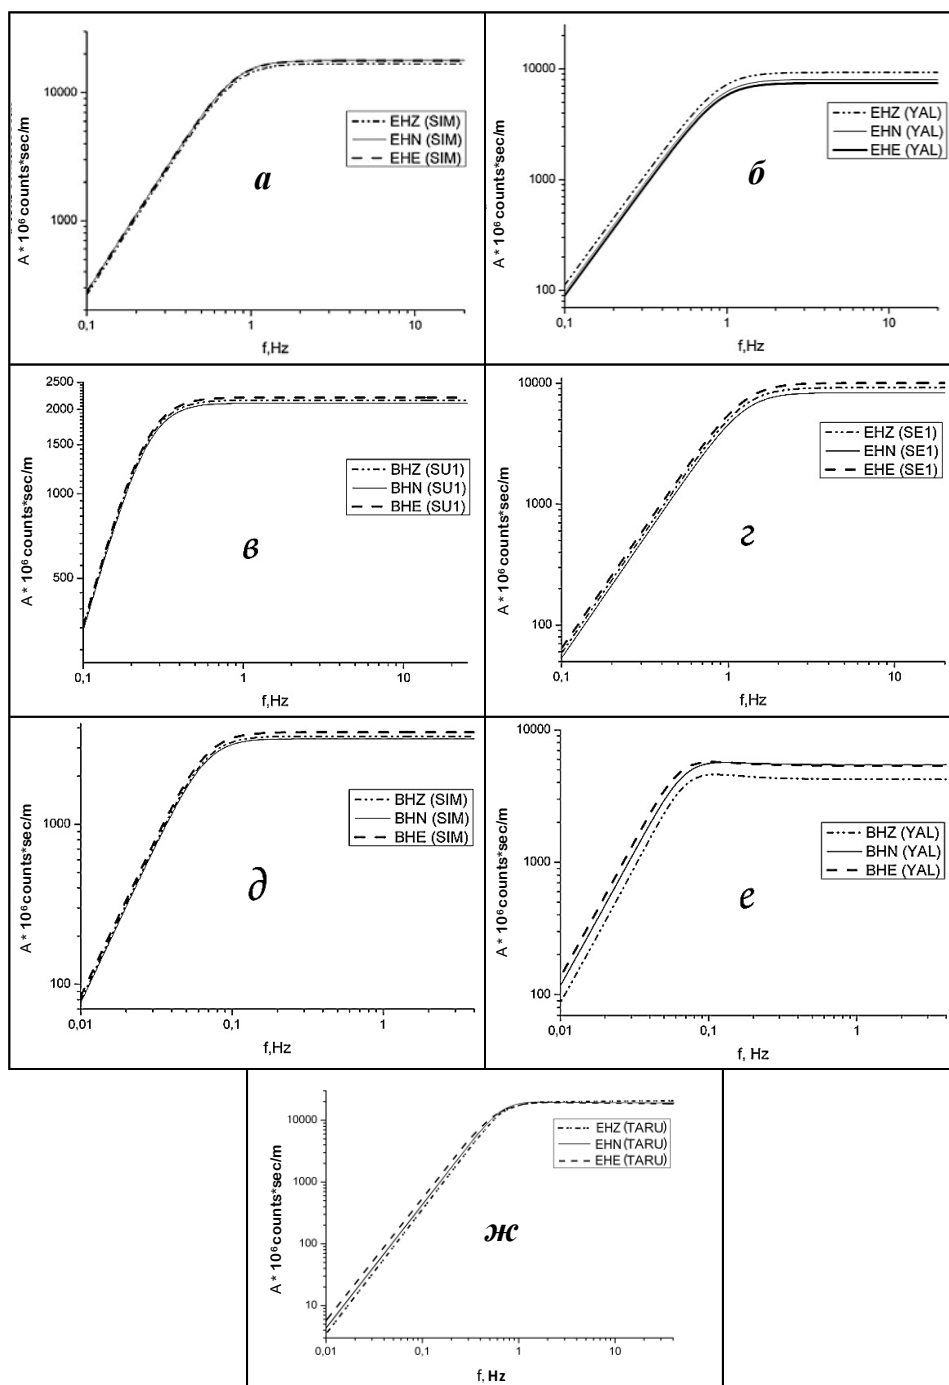 10000
1000
0,1
1
10
A * 10⁶ counts*sec/m
f,Hz
EHZ (SIM)
EHN (SIM)
EHE (SIM)
а
10000
1000
100
0,1
1
10
A * 10⁶ counts*sec/m
f,Hz
EHZ (YAL)
EHN (YAL)
EHE (YAL)
б
2500
2000
1500
1000
500
0,1
1
10
A * 10⁶ counts*sec/m
f,Hz
BHZ (SU1)
BHN (SU1)
BHE (SU1)
в
10000
1000
100
0,1
1
10
A * 10⁶ counts*sec/m
f,Hz
EHZ (SE1)
EHN (SE1)
EHE (SE1)
г
1000
100
0,01
0,1
1
A * 10⁶ counts*sec/m
f,Hz
BHZ (SIM)
BHN (SIM)
BHE (SIM)
д
10000
1000
100
0,01
0,1
1
A * 10⁶ counts*sec/m
f, Hz
BHZ (YAL)
BHN (YAL)
BHE (YAL)
е
10000
1000
100
10
0,01
0,1
1
10
A * 10⁶ counts*sec/m
f, Hz
EHZ (TARU)
EHN (TARU)
EHE (TARU)
ж